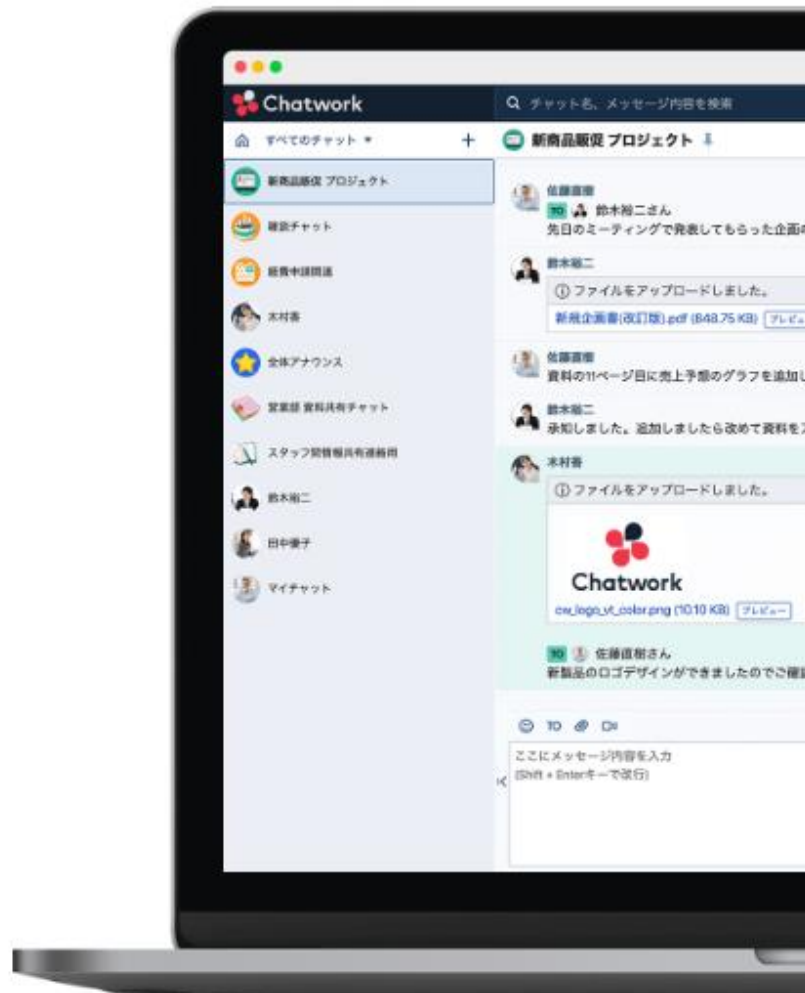 Chatwork
チャット名、メッセージ内容を検索
すべてのチャット
新商品販促 プロジェクト
新商品販促 プロジェクト
雑談チャット
経費申請関連
木村香
全体アナウンス
営業部 資料共有チャット
スタッフ間情報共有連絡用
鈴木裕二
田中優子
マイチャット
佐藤直樹
TO 鈴木裕二さん
先日のミーティングで発表してもらった企画の
鈴木裕二
ファイルをアップロードしました。
新規企画書(改訂版).pdf (848.75 KB) プレビュー
佐藤直樹
資料の11ページ目に売上予想のグラフを追加し
鈴木裕二
承知しました。追加しましたら改めて資料を
木村香
ファイルをアップロードしました。
Chatwork
cw_logo_vt_color.png (10.10 KB) プレビュー
TO 佐藤直樹さん
新製品のロゴデザインができましたのでご確認
TO
ここにメッセージ内容を入力
(Shift + Enterキーで改行)